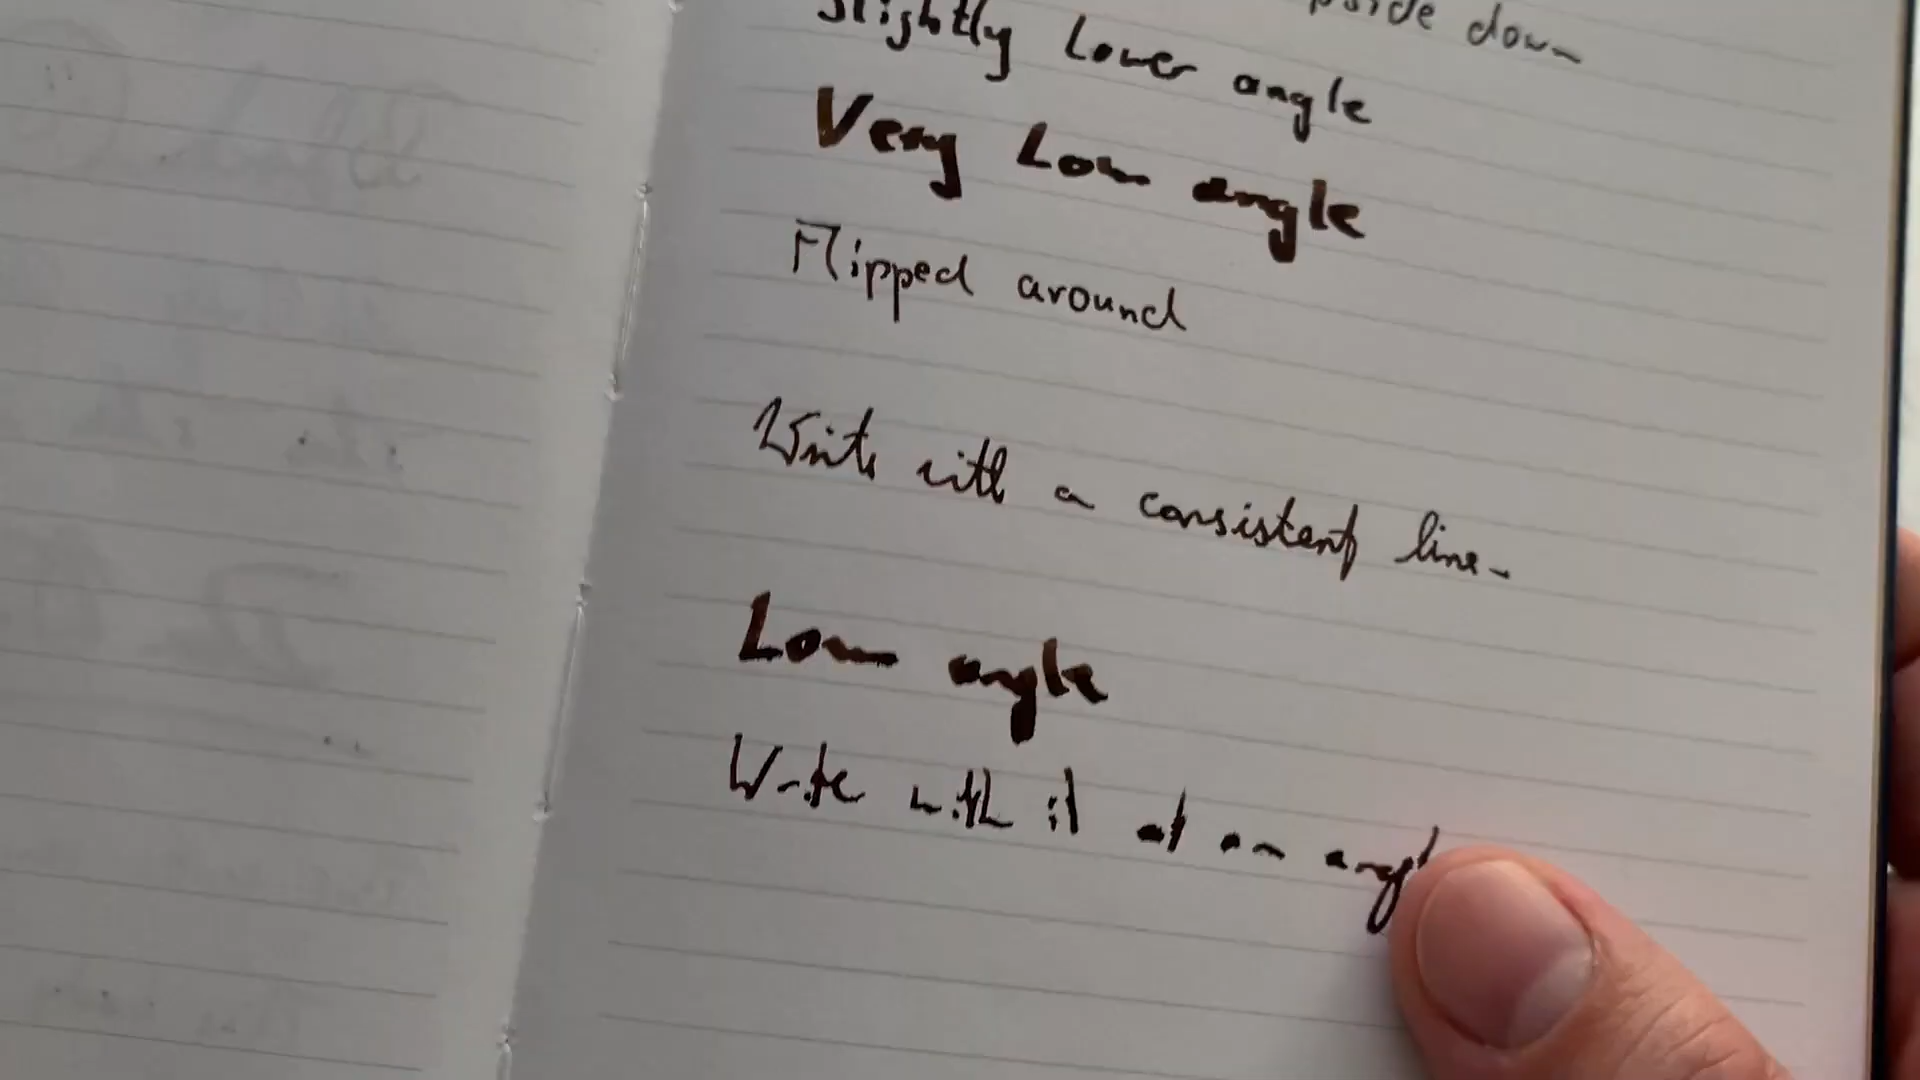 down
Slightly Lower angle
Very Low angle
Flipped around
Write with a consistent line.
Low angle
Write with it at an